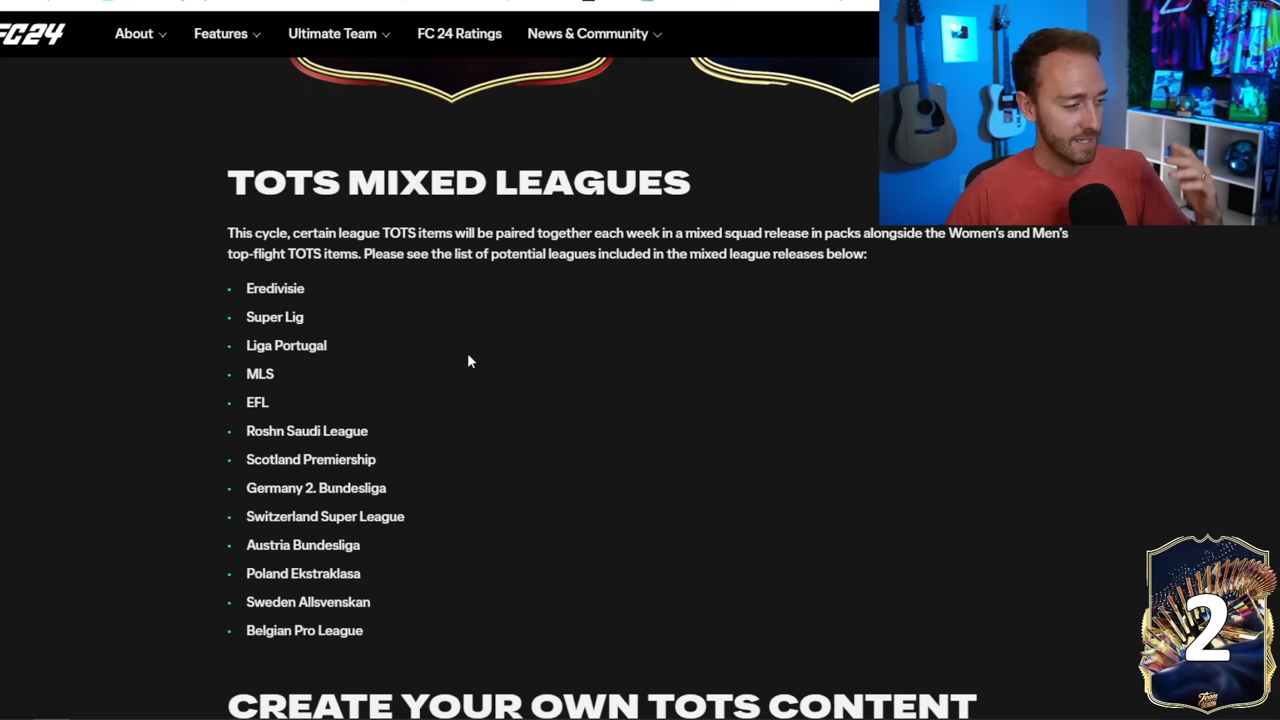 FC24
About
Features
Ultimate Team
FC 24 Ratings
News & Community
TOTS MIXED LEAGUES
This cycle, certain league TOTS items will be paired together each week in a mixed squad release in packs alongside the Women's and Men's
top-flight TOTS items. Please see the list of potential leagues included in the mixed league releases below:
Eredivisie
Super Lig
Liga Portugal
MLS
EFL
Roshn Saudi League
Scotland Premiership
Germany 2. Bundesliga
Switzerland Super League
Austria Bundesliga
Poland Ekstraklasa
Sweden Allsvenskan
Belgian Pro League
2
CREATE YOUR OWN TOTS CONTENT